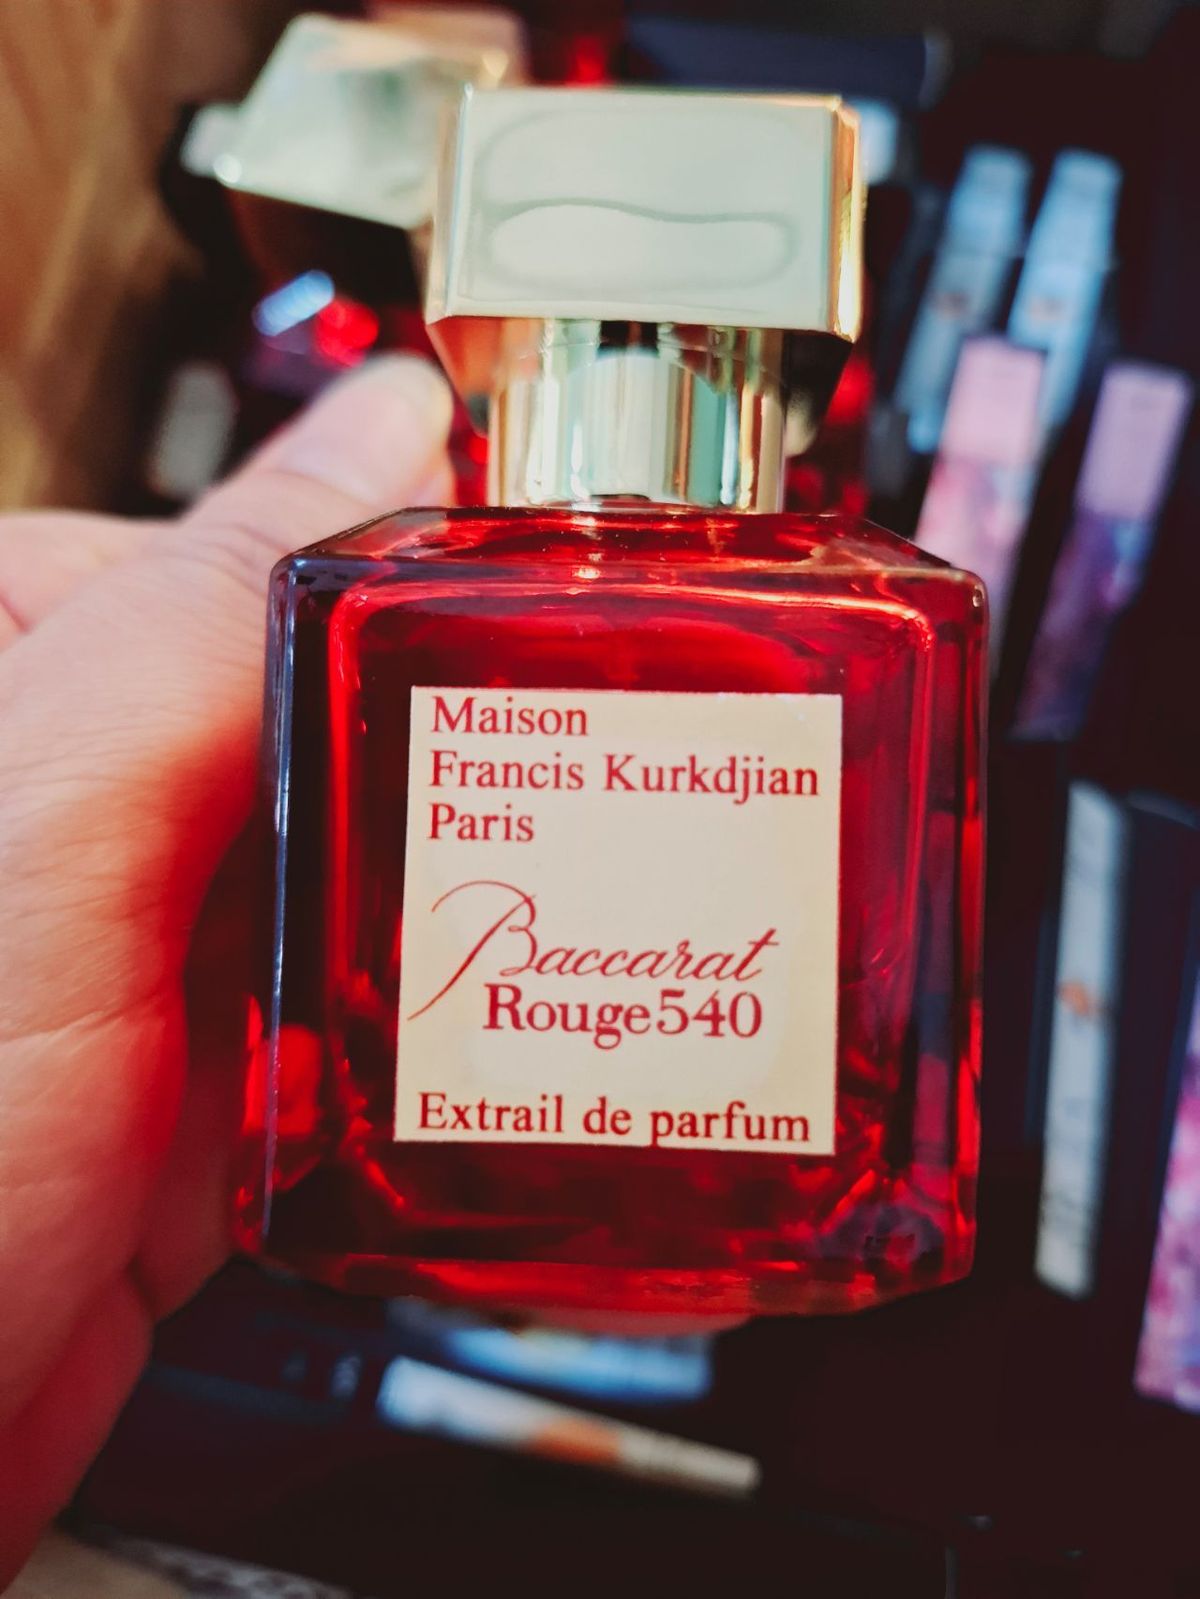 Maison
Francis Kurkdjian
Paris
Baccarat
Rouge540
Extrail de parfum